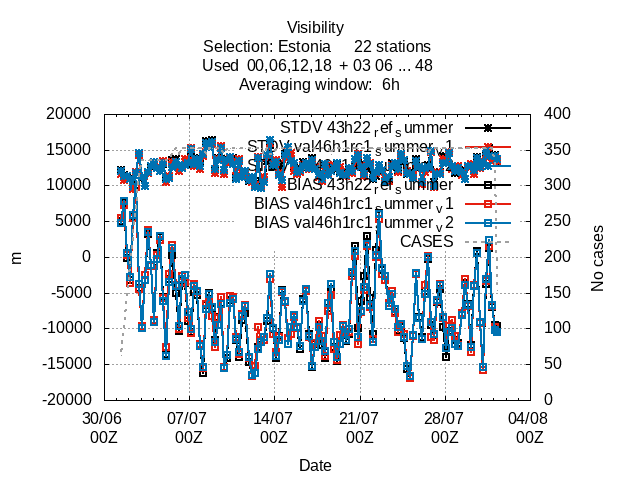 Visibility
Selection: Estonia 22 stations
Used 00,06,12,18 + 03 06 ... 48
Averaging window: 6h
20000 400
STDV 43h22_ref_summer
STDV val46h1rc1_summer_v1
15000 350
BIAS 43h22_ref_summer
10000 300
BIAS val46h1rc1_summer_v1
BIAS val46h1rc1_summer_v2
5000 250
CASES
0 200
-5000 150
-10000 100
-15000 50
-20000 0
m
No cases
30/06 07/07 14/07 21/07 28/07 04/08
00Z 00Z 00Z 00Z 00Z 00Z
Date